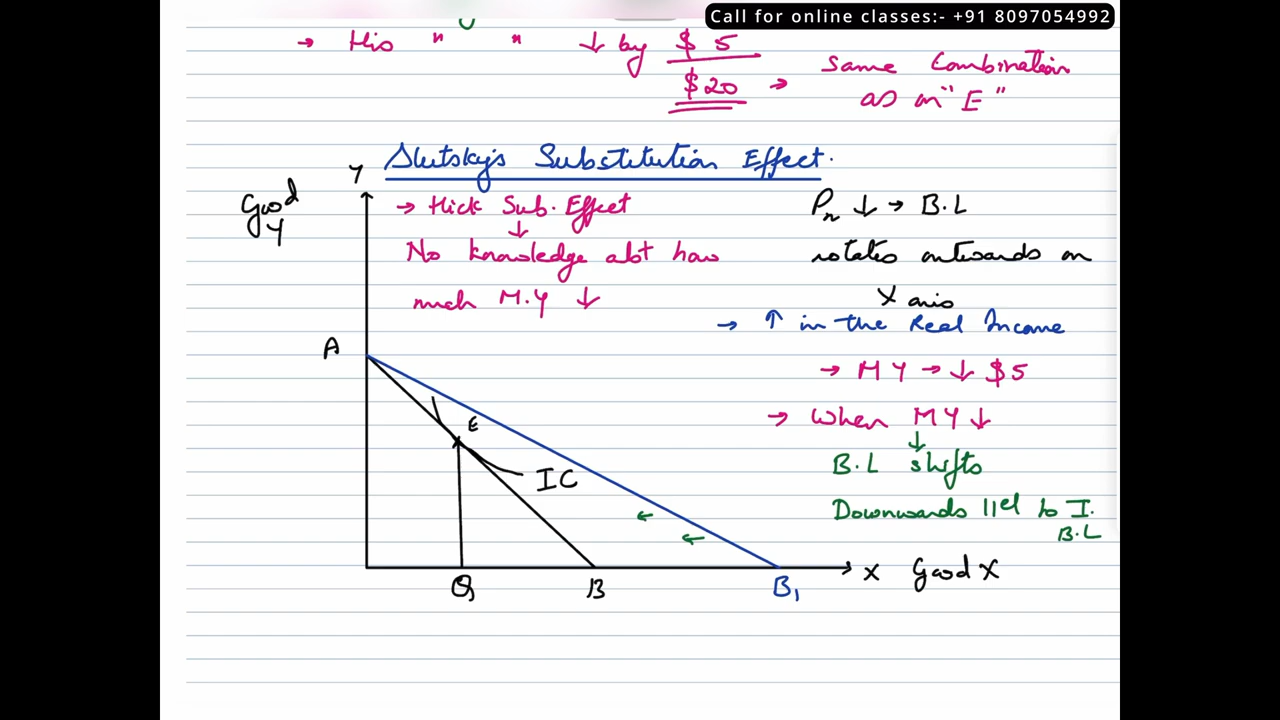 Call for online classes:- +91 8097054992
→ His " " ↓ by $ 5
$20 → Same Combination
as on "E"
Slutsky's Substitution Effect.
Y
Good
Y
→ Hick Sub. Effect
↓
No knowledge abt how
much M.Y ↓
Pn ↓ → B.L
rotates outwards on
X axis
→ ↑ in the Real Income
→ M Y → ↓ $5
→ When M Y ↓
↓
B.L shifts
Downwards ||el to I.
B.L
A
E
IC
←
←
Q1
B
B1
X Good X